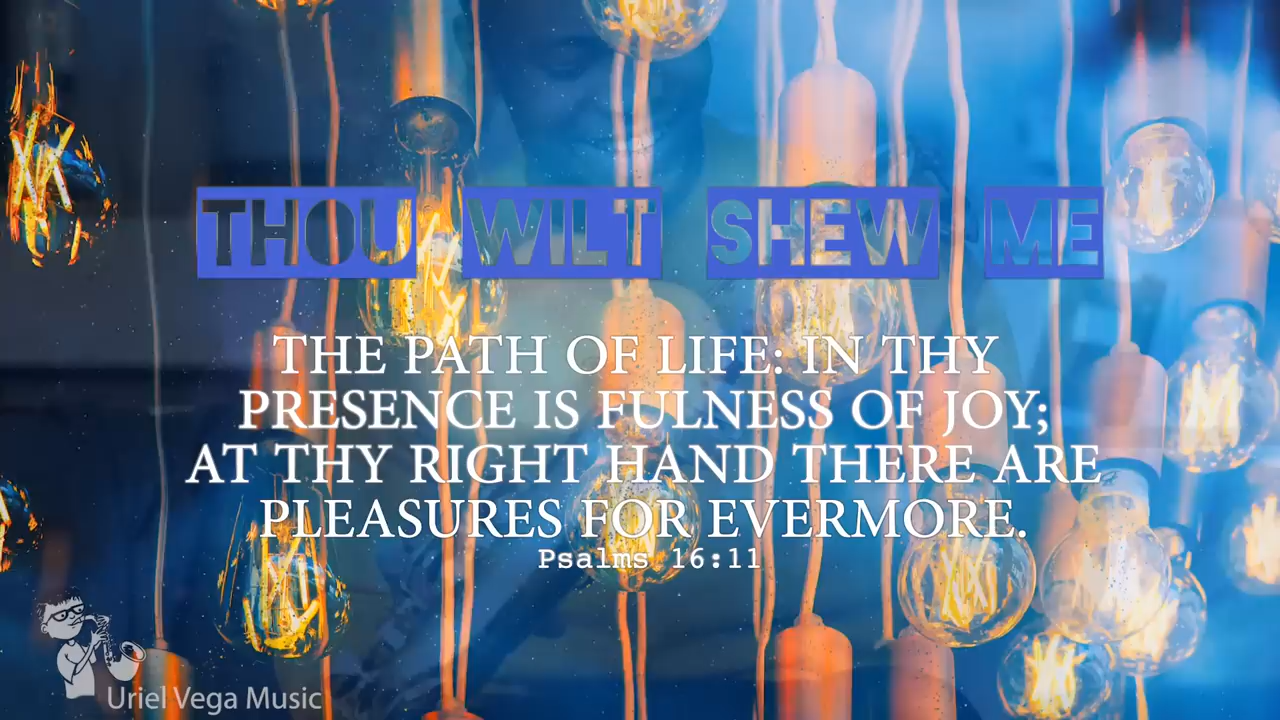 THOU WILT SHEW ME
THE PATH OF LIFE: IN THY
PRESENCE IS FULNESS OF JOY;
AT THY RIGHT HAND THERE ARE
PLEASURES FOR EVERMORE.
Psalms 16:11
Uriel Vega Music